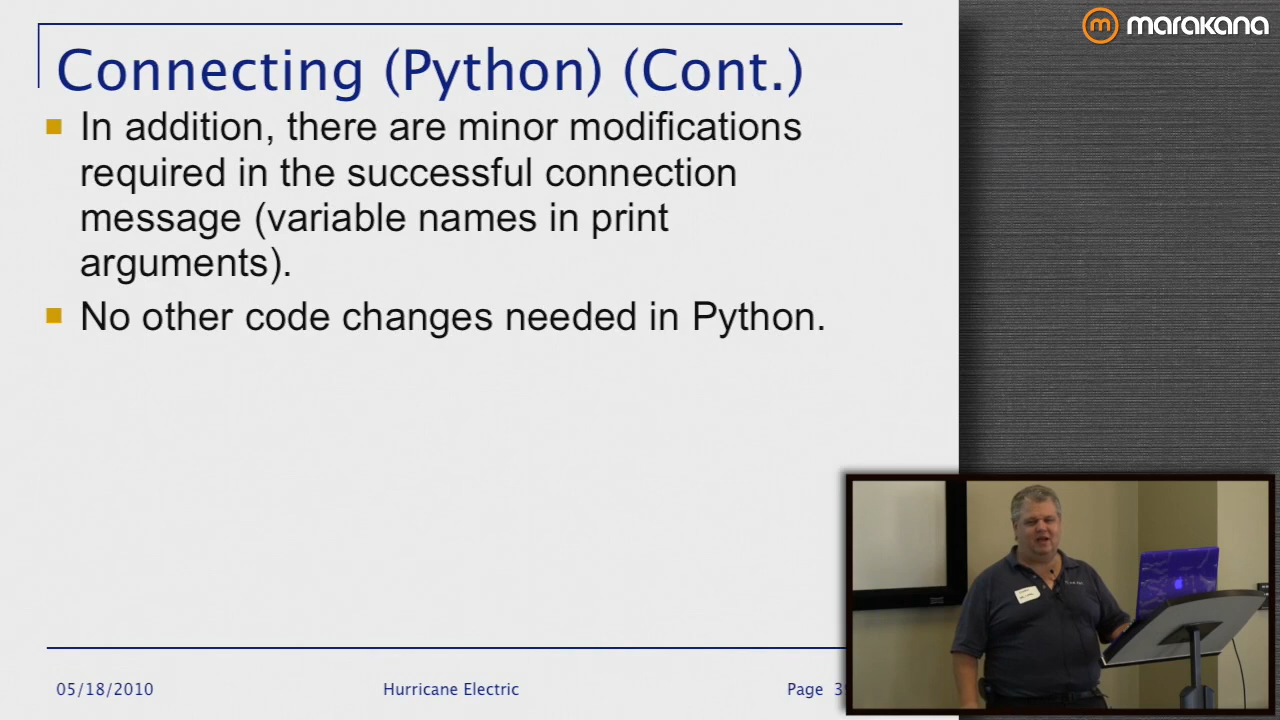 marakana
Connecting (Python) (Cont.)
In addition, there are minor modifications
required in the successful connection
message (variable names in print
arguments).
No other code changes needed in Python.
05/18/2010 Hurricane Electric Page